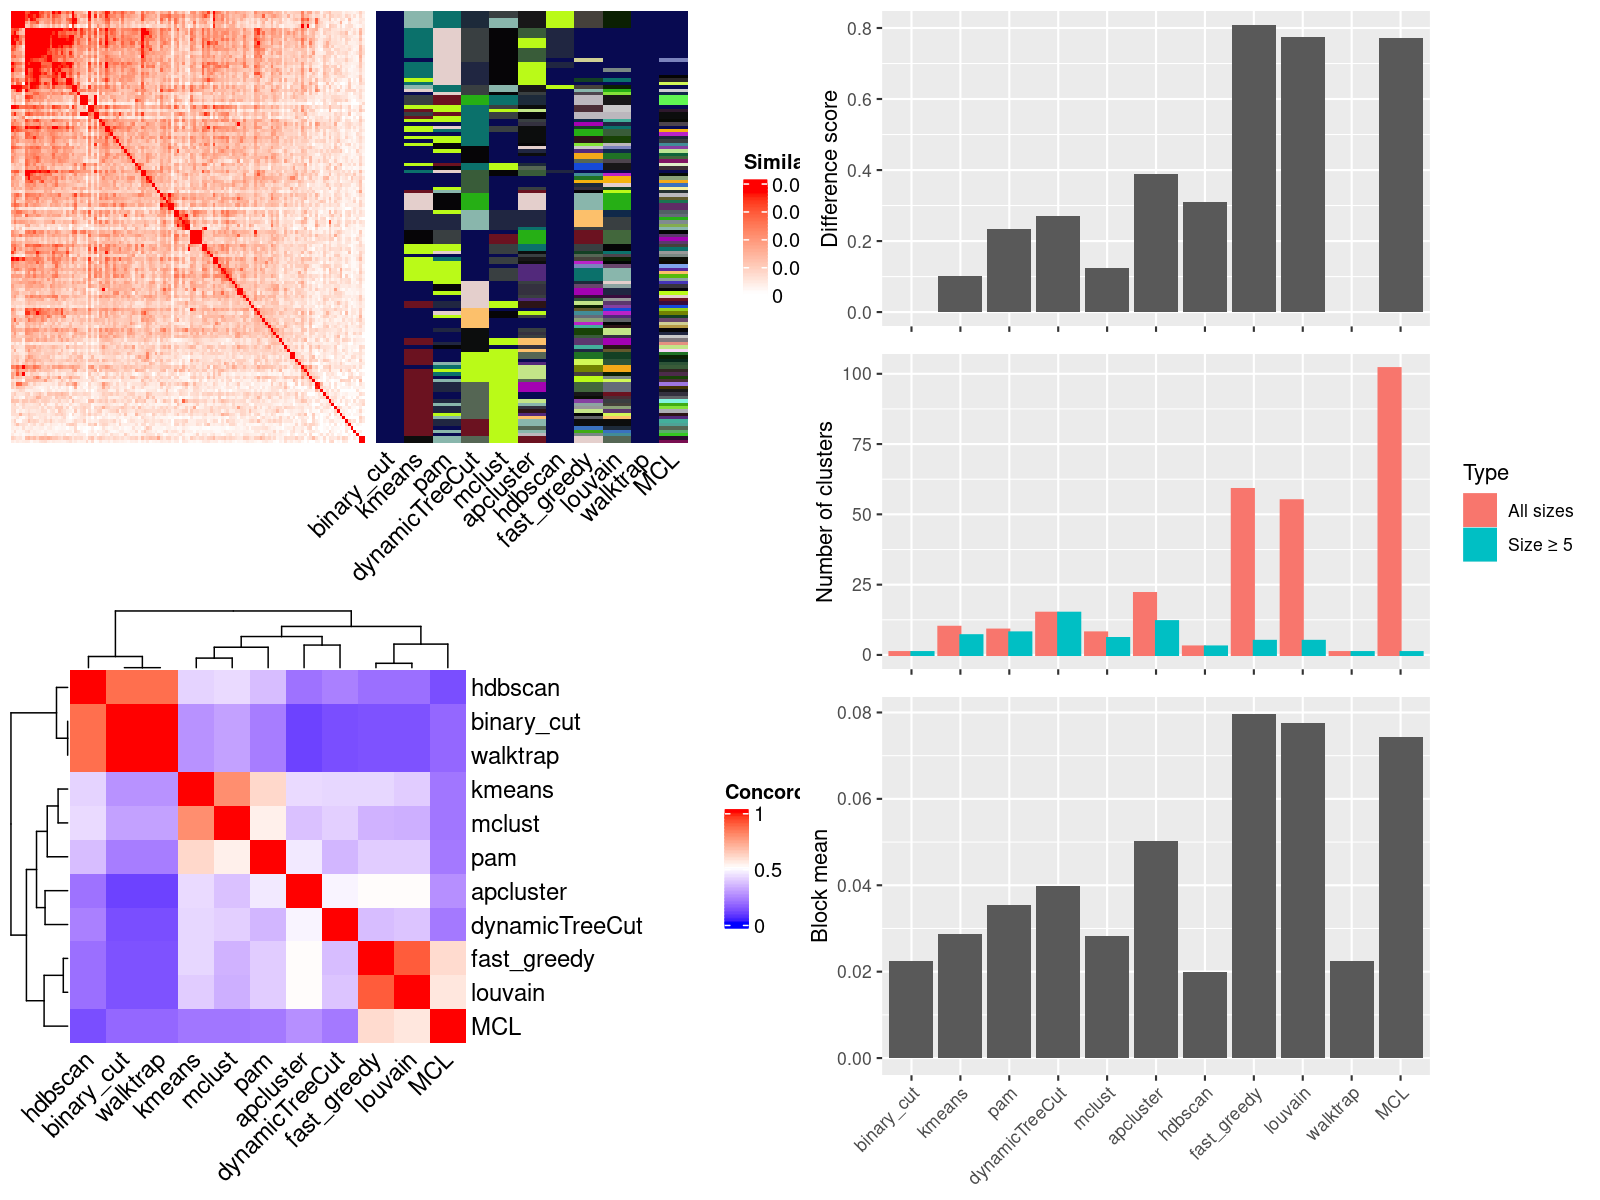 Simila
0.0
0.0
0.0
0.0
0
binary_cut
kmeans
pam
dynamicTreeCut
mclust
apcluster
hdbscan
fast_greedy
louvain
walktrap
MCL
hdbscan
binary_cut
walktrap
kmeans
mclust
pam
apcluster
dynamicTreeCut
fast_greedy
louvain
MCL
hdbscan
binary_cut
walktrap
kmeans
mclust
pam
apcluster
dynamicTreeCut
fast_greedy
louvain
MCL
Concord
1
0.5
0
Difference score
0.8
0.6
0.4
0.2
0.0
Number of clusters
100
75
50
25
0
Type
All sizes
Size ≥ 5
Block mean
0.08
0.06
0.04
0.02
0.00
binary_cut
kmeans
pam
dynamicTreeCut
mclust
apcluster
hdbscan
fast_greedy
louvain
walktrap
MCL